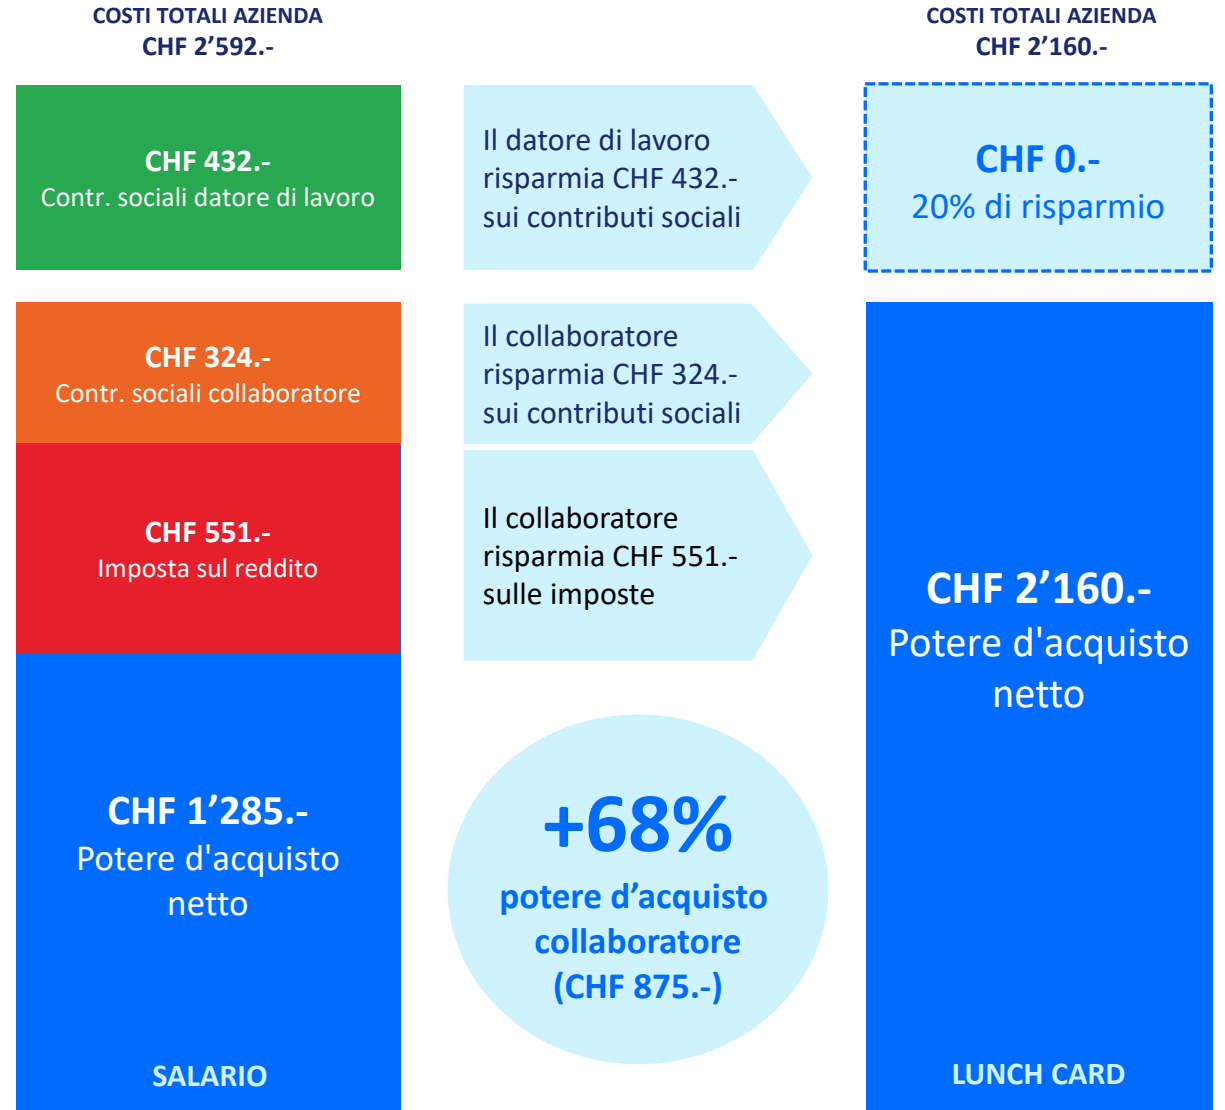 COSTI TOTALI AZIENDA
CHF 2’592.-
COSTI TOTALI AZIENDA
CHF 2’160.-
CHF 432.-
Contr. sociali datore di lavoro
Il datore di lavoro
risparmia CHF 432.-
sui contributi sociali
CHF 0.-
20% di risparmio
CHF 324.-
Contr. sociali collaboratore
Il collaboratore
risparmia CHF 324.-
sui contributi sociali
CHF 551.-
Imposta sul reddito
Il collaboratore
risparmia CHF 551.-
sulle imposte
CHF 2’160.-
Potere d'acquisto
netto
CHF 1’285.-
Potere d'acquisto
netto
+68%
potere d’acquisto
collaboratore
(CHF 875.-)
SALARIO
LUNCH CARD